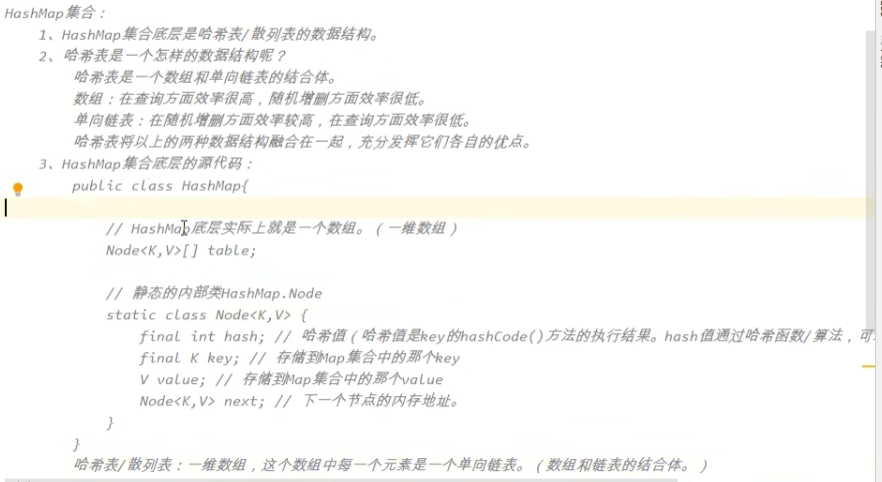 HashMap集合：
1、HashMap集合底层是哈希表/散列表的数据结构。
2、哈希表是一个怎样的数据结构呢？
哈希表是一个数组和单向链表的结合体。
数组：在查询方面效率很高，随机增删方面效率很低。
单向链表：在随机增删方面效率较高，在查询方面效率很低。
哈希表将以上的两种数据结构融合在一起，充分发挥它们各自的优点。
3、HashMap集合底层的源代码：
public class HashMap{
// HashMap底层实际上就是一个数组。（一维数组）
Node<K,V>[] table;
// 静态的内部类HashMap.Node
static class Node<K,V> {
final int hash; // 哈希值（哈希值是key的hashCode()方法的执行结果。hash值通过哈希函数/算法，可
final K key; // 存储到Map集合中的那个key
V value; // 存储到Map集合中的那个value
Node<K,V> next; // 下一个节点的内存地址。
}
}
哈希表/散列表：一维数组，这个数组中每一个元素是一个单向链表。（数组和链表的结合体。）